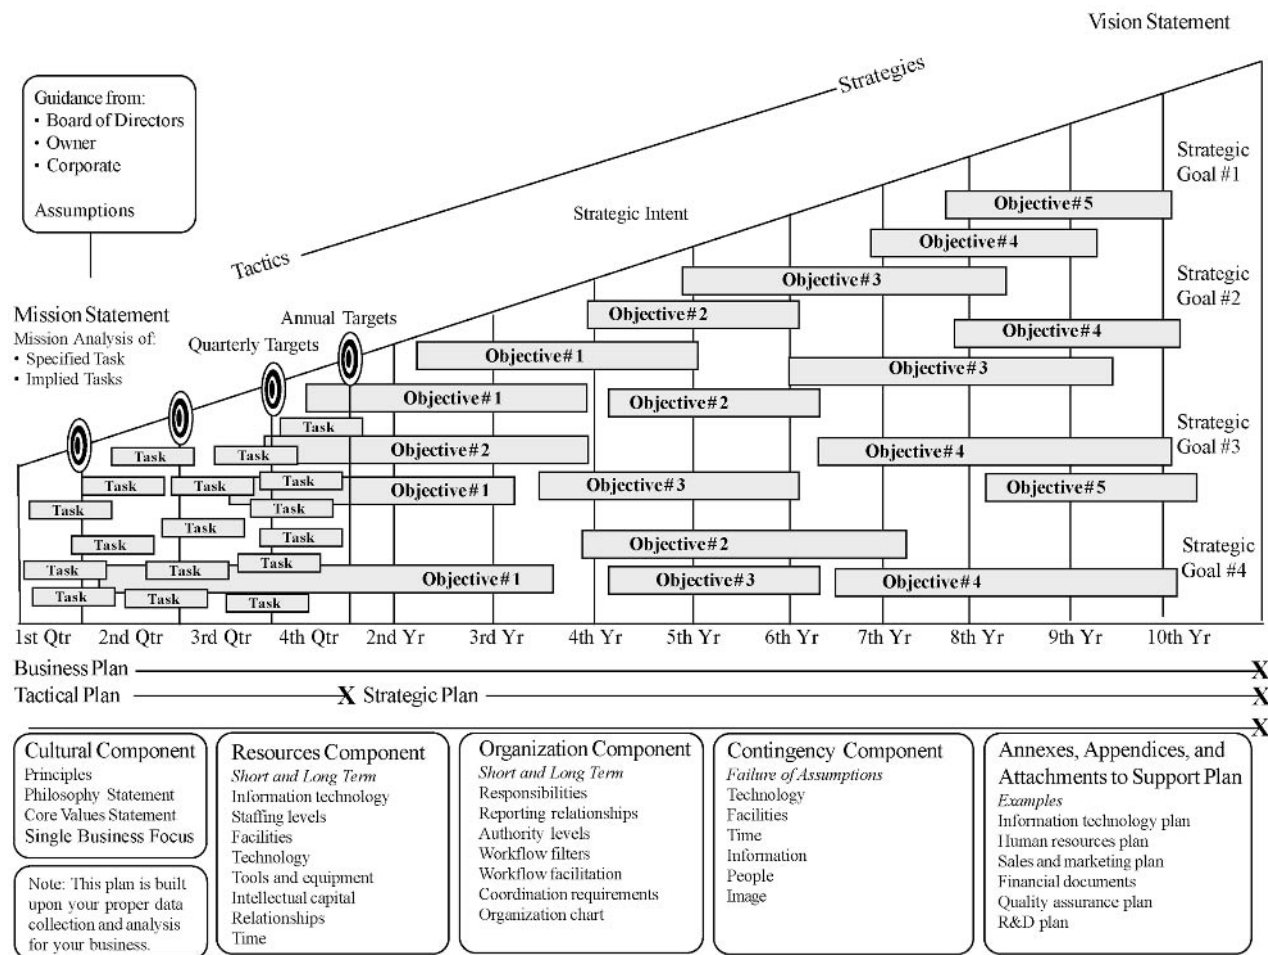 Vision Statement
Strategies
Guidance from:
• Board of Directors
• Owner
• Corporate
Assumptions
Strategic
Goal #1
Objective# 5
Strategic Intent
Objective# 4
Tactics
Strategic
Goal #2
Objective# 3
Mission Statement
Mission Analysis of:
• Specified Task
• Implied Tasks
Annual Targets
Objective#2
Quarterly Targets
Objective#4
Objective# 1
Objective#3
Objective# 1
Objective#2
Strategic
Goal #3
Task
Task
Task
Objective#2
Objective#4
Task
Task
Task
Objective# 1
Objective# 3
Objective#5
Task
Task
Task
Task
Task
Objective#2
Strategic
Goal #4
Task
Task
Task
Objective#1
Objective#3
Objective# 4
Task
Task
Task
1st Qtr
2nd Qtr
3rd Qtr
4th Qtr
2nd Yr
3rd Yr
4th Yr
5th Yr
6th Yr
7th Yr
8th Yr
9th Yr
10th Yr
Business Plan
X
Tactical Plan
X
Strategic Plan
X
X
Cultural Component
Principles
Philosophy Statement
Core Values Statement
Single Business Focus
Note: This plan is built
upon your proper data
collection and analysis
for your business.
Resources Component
Short and Long Term
Information technology
Staffing levels
Facilities
Technology
Tools and equipment
Intellectual capital
Relationships
Time
Organization Component
Short and Long Term
Responsibilities
Reporting relationships
Authority levels
Workflow filters
Workflow facilitation
Coordination requirements
Organization chart
Contingency Component
Failure of Assumptions
Technology
Facilities
Time
Information
People
Image
Annexes, Appendices, and
Attachments to Support Plan
Examples
Information technology plan
Human resources plan
Sales and marketing plan
Financial documents
Quality assurance plan
R&D plan